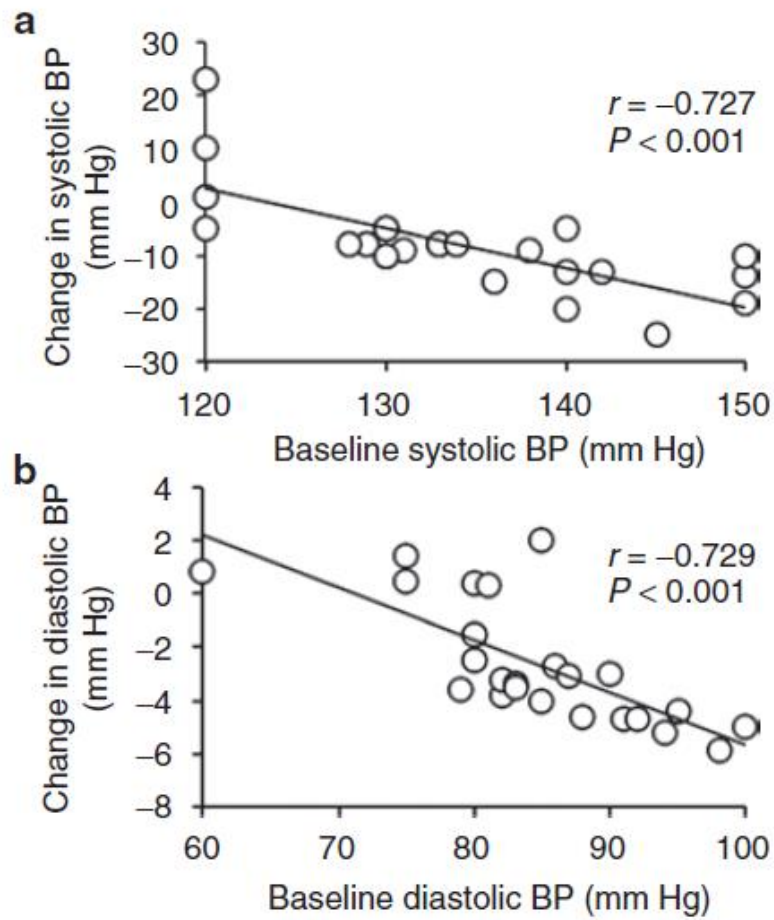 a
Change in systolic BP
(mm Hg)
30
20
10
0
−10
−20
−30
r = −0.727
P < 0.001
120 130 140 150
Baseline systolic BP (mm Hg)
b
Change in diastolic BP
(mm Hg)
4
2
0
−2
−4
−6
−8
r = −0.729
P < 0.001
60 70 80 90 100
Baseline diastolic BP (mm Hg)